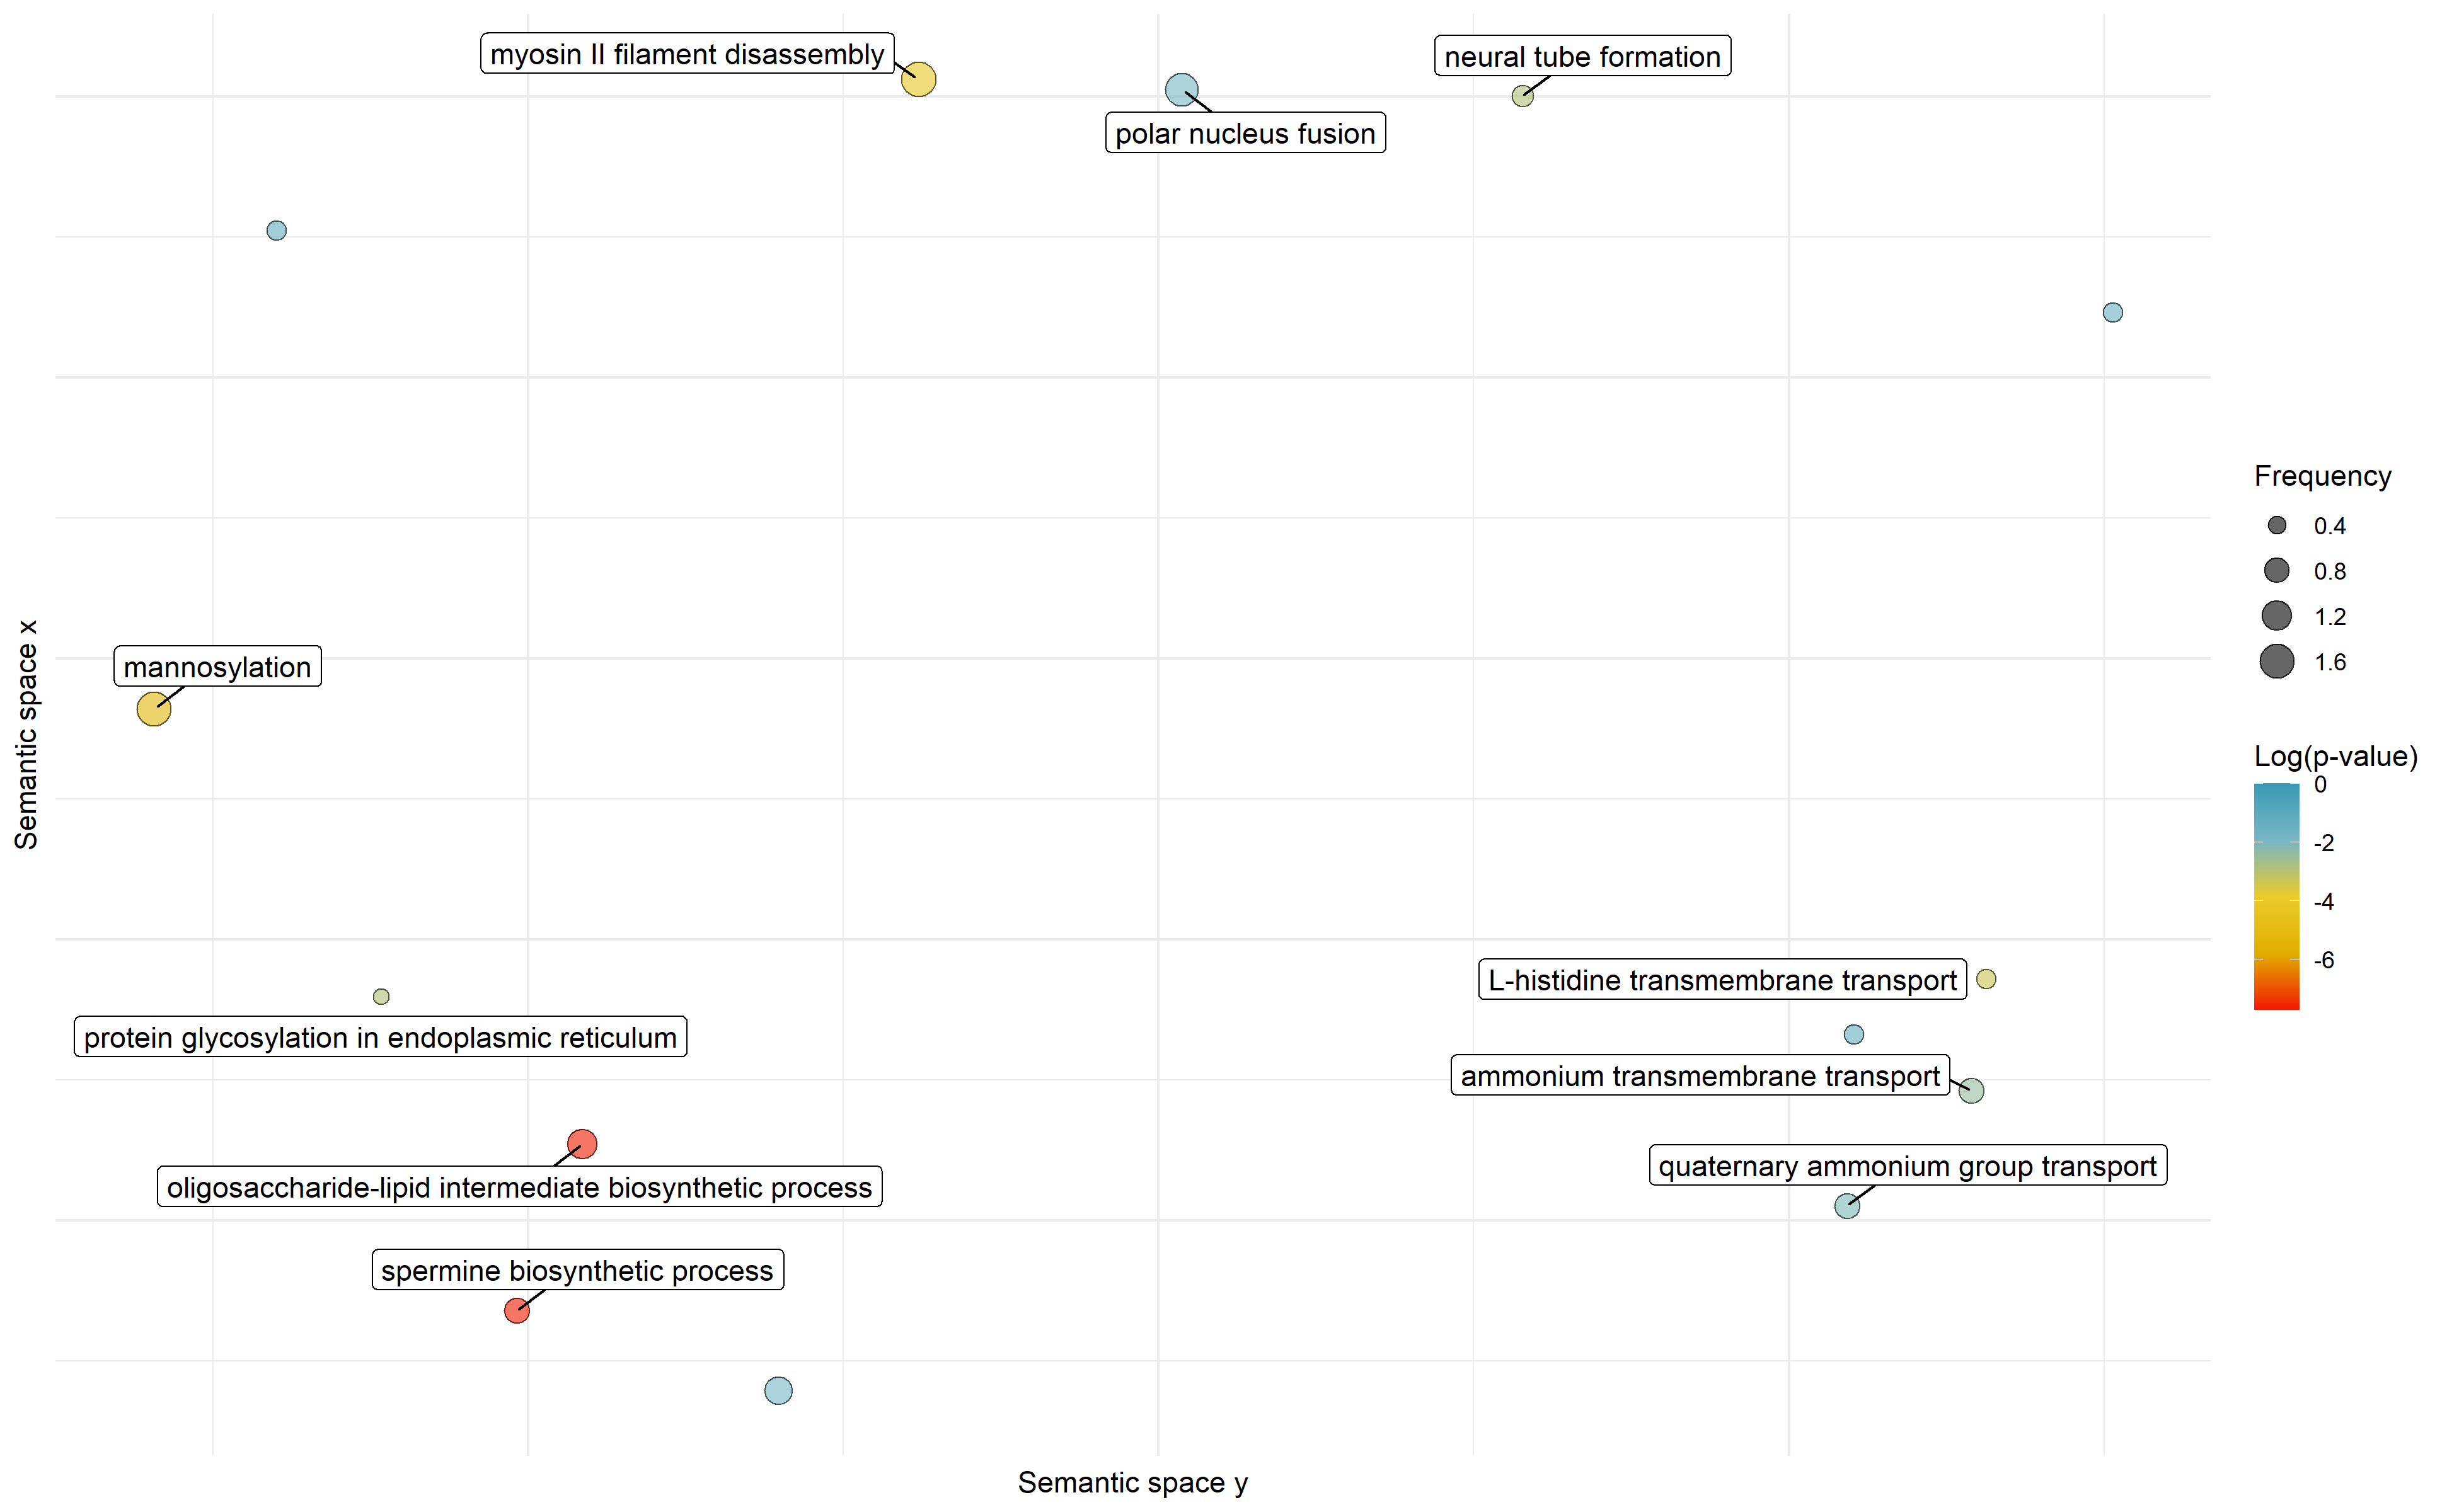 myosin II filament disassembly
neural tube formation
polar nucleus fusion
mannosylation
L-histidine transmembrane transport
protein glycosylation in endoplasmic reticulum
ammonium transmembrane transport
quaternary ammonium group transport
oligosaccharide-lipid intermediate biosynthetic process
spermine biosynthetic process
Semantic space x
Semantic space y
Frequency
0.4
0.8
1.2
1.6
Log(p-value)
0
-2
-4
-6